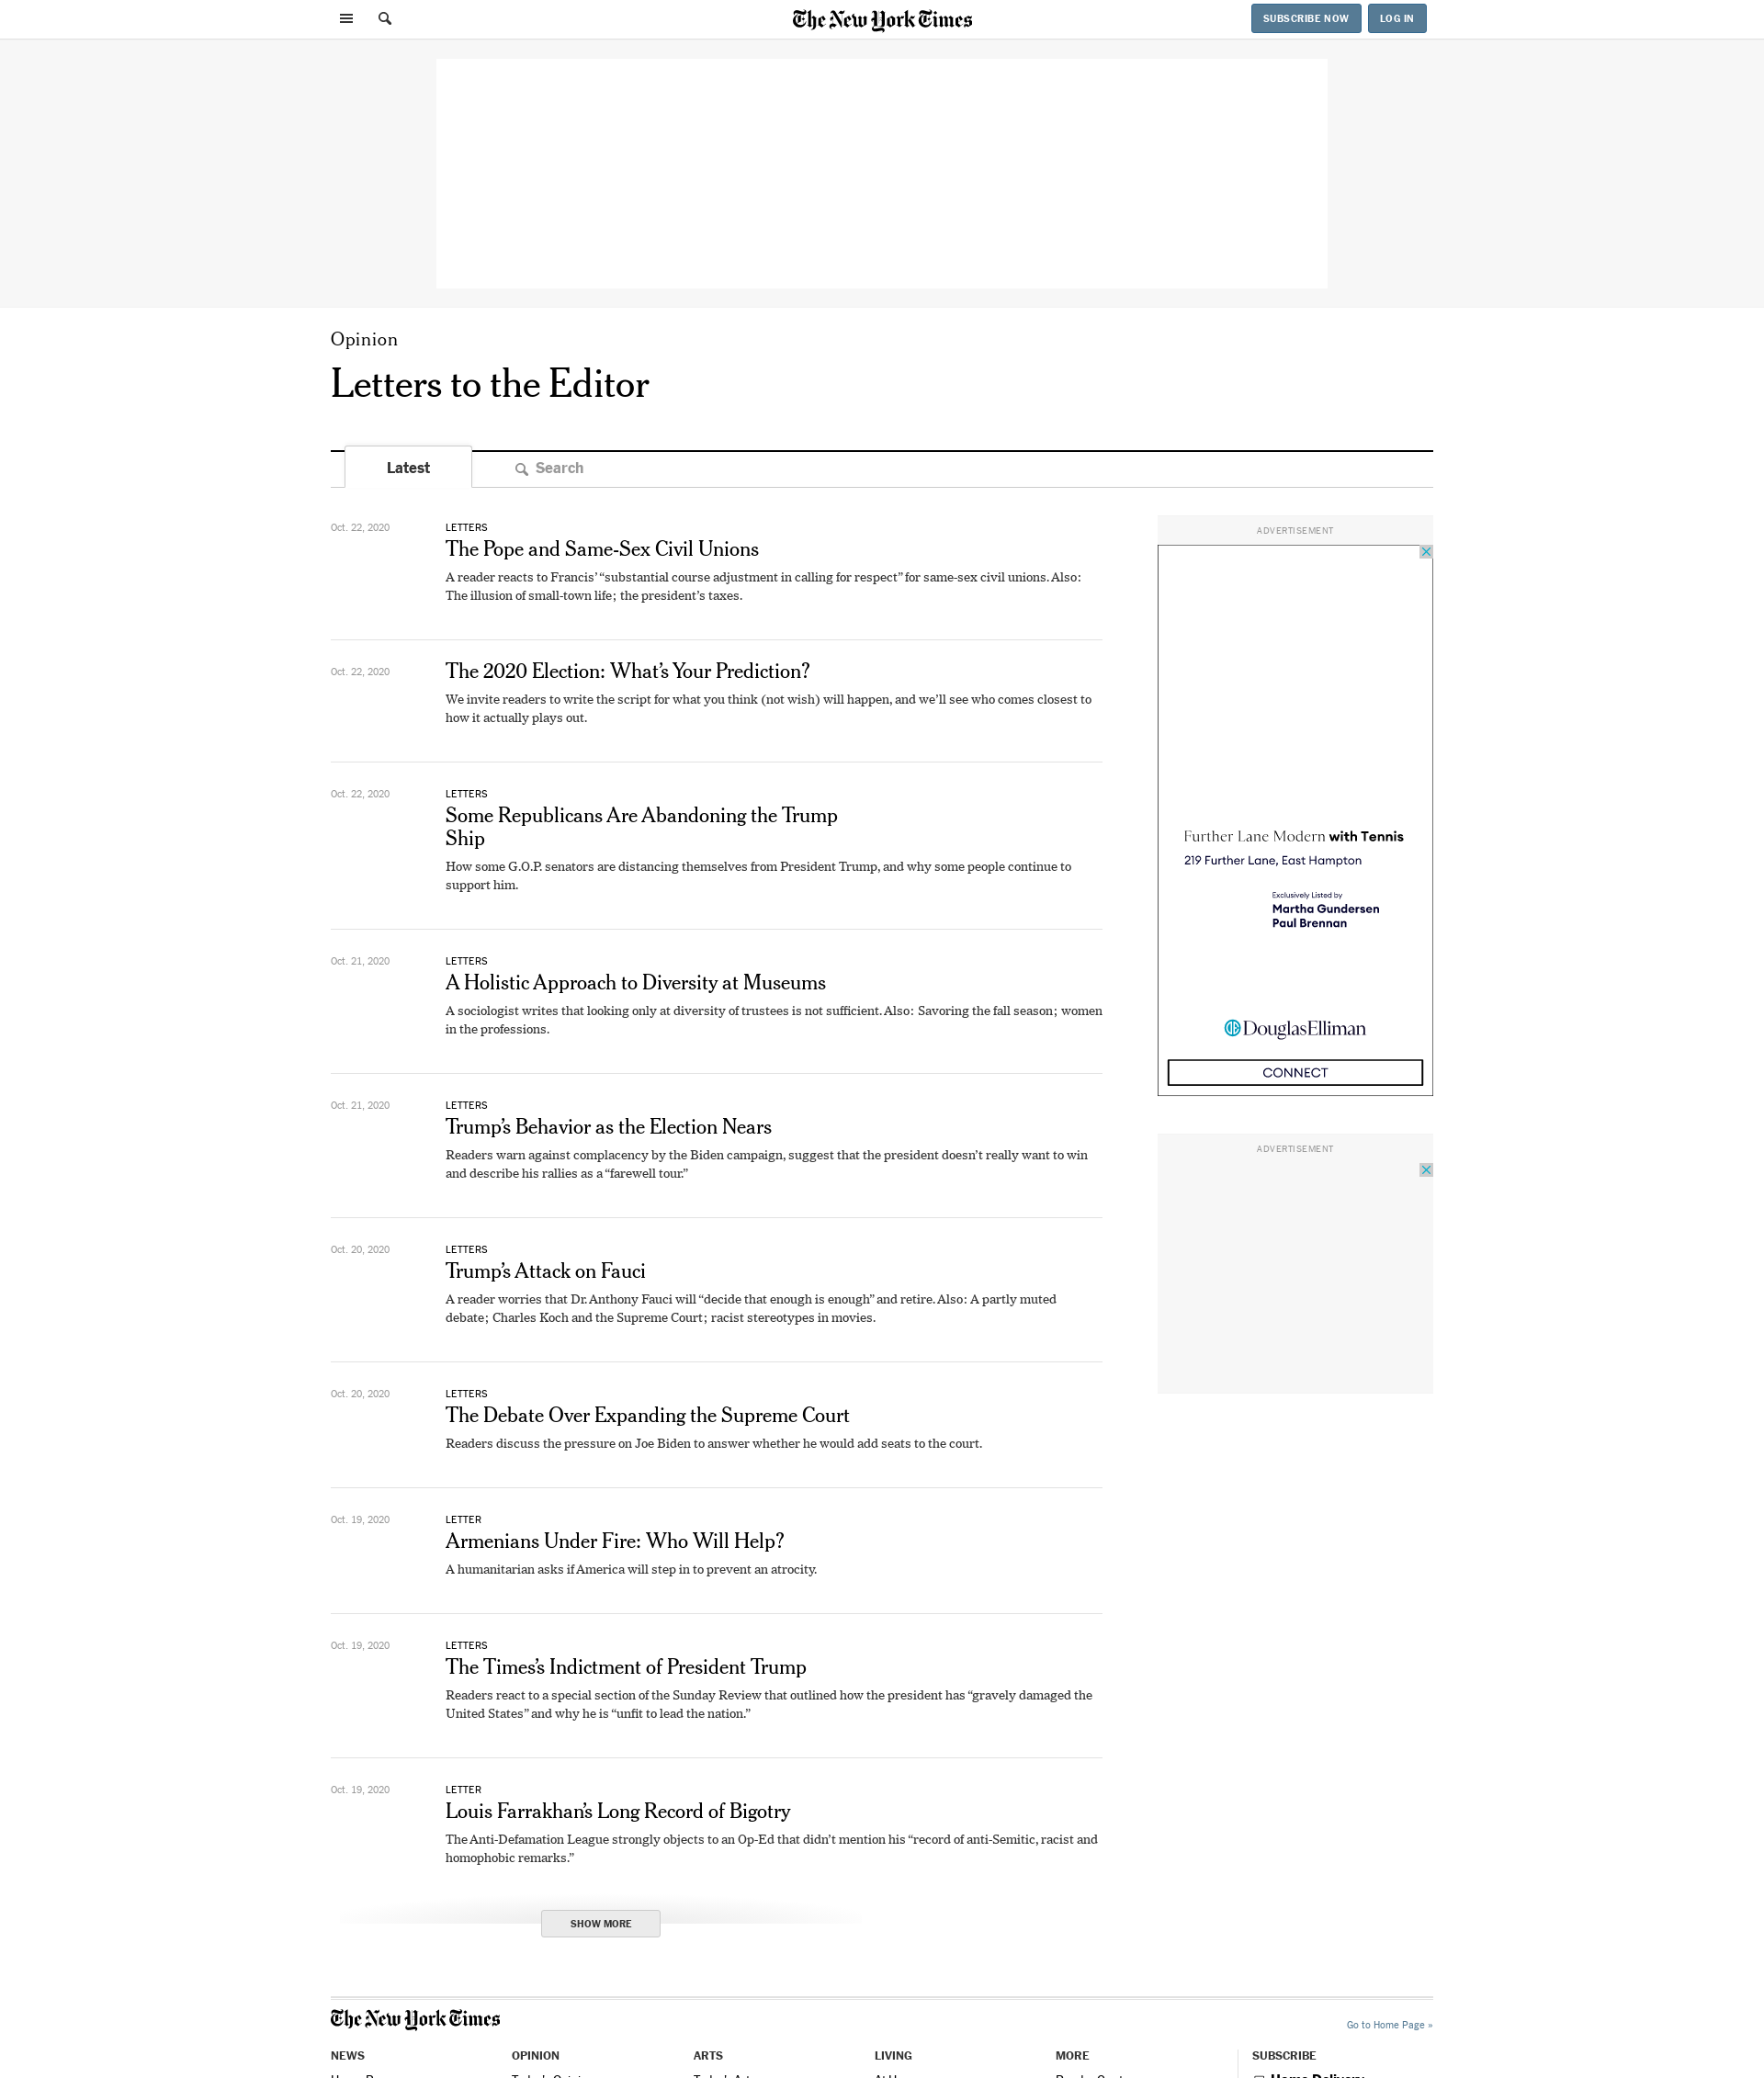 The New York Times
SUBSCRIBE NOW
LOG IN
Opinion
Letters to the Editor
Latest
Search
Oct. 22, 2020
LETTERS
The Pope and Same-Sex Civil Unions
A reader reacts to Francis’ “substantial course adjustment in calling for respect” for same-sex civil unions. Also:
The illusion of small-town life; the president’s taxes.
Oct. 22, 2020
The 2020 Election: What’s Your Prediction?
We invite readers to write the script for what you think (not wish) will happen, and we’ll see who comes closest to
how it actually plays out.
Oct. 22, 2020
LETTERS
Some Republicans Are Abandoning the Trump
Ship
How some G.O.P. senators are distancing themselves from President Trump, and why some people continue to
support him.
Oct. 21, 2020
LETTERS
A Holistic Approach to Diversity at Museums
A sociologist writes that looking only at diversity of trustees is not sufficient. Also: Savoring the fall season; women
in the professions.
Oct. 21, 2020
LETTERS
Trump’s Behavior as the Election Nears
Readers warn against complacency by the Biden campaign, suggest that the president doesn’t really want to win
and describe his rallies as a “farewell tour.”
Oct. 20, 2020
LETTERS
Trump’s Attack on Fauci
A reader worries that Dr. Anthony Fauci will “decide that enough is enough” and retire. Also: A partly muted
debate; Charles Koch and the Supreme Court; racist stereotypes in movies.
Oct. 20, 2020
LETTERS
The Debate Over Expanding the Supreme Court
Readers discuss the pressure on Joe Biden to answer whether he would add seats to the court.
Oct. 19, 2020
LETTER
Armenians Under Fire: Who Will Help?
A humanitarian asks if America will step in to prevent an atrocity.
Oct. 19, 2020
LETTERS
The Times’s Indictment of President Trump
Readers react to a special section of the Sunday Review that outlined how the president has “gravely damaged the
United States” and why he is “unfit to lead the nation.”
Oct. 19, 2020
LETTER
Louis Farrakhan’s Long Record of Bigotry
The Anti-Defamation League strongly objects to an Op-Ed that didn’t mention his “record of anti-Semitic, racist and
homophobic remarks.”
SHOW MORE
ADVERTISEMENT
Further Lane Modern with Tennis
219 Further Lane, East Hampton
Exclusively Listed by
Martha Gundersen
Paul Brennan
DouglasElliman
CONNECT
ADVERTISEMENT
The New York Times
Go to Home Page »
NEWS
OPINION
ARTS
LIVING
MORE
SUBSCRIBE
Home Delivery